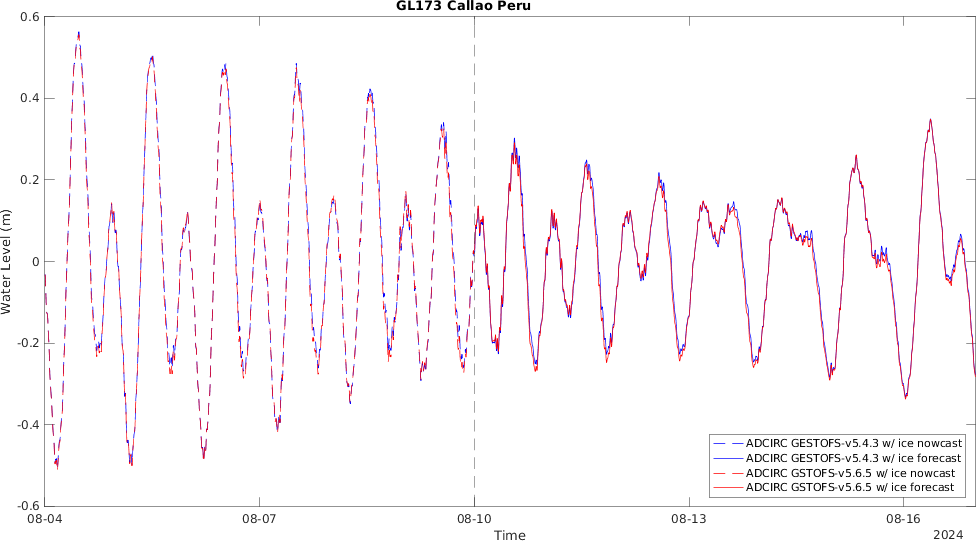 GL173 Callao Peru
0.6
0.4
0.2
0
-0.2
-0.4
-0.6
Water Level (m)
08-04
08-07
08-10
08-13
08-16
Time
2024
ADCIRC GESTOFS-v5.4.3 w/ ice nowcast
ADCIRC GESTOFS-v5.4.3 w/ ice forecast
ADCIRC GSTOFS-v5.6.5 w/ ice nowcast
ADCIRC GSTOFS-v5.6.5 w/ ice forecast